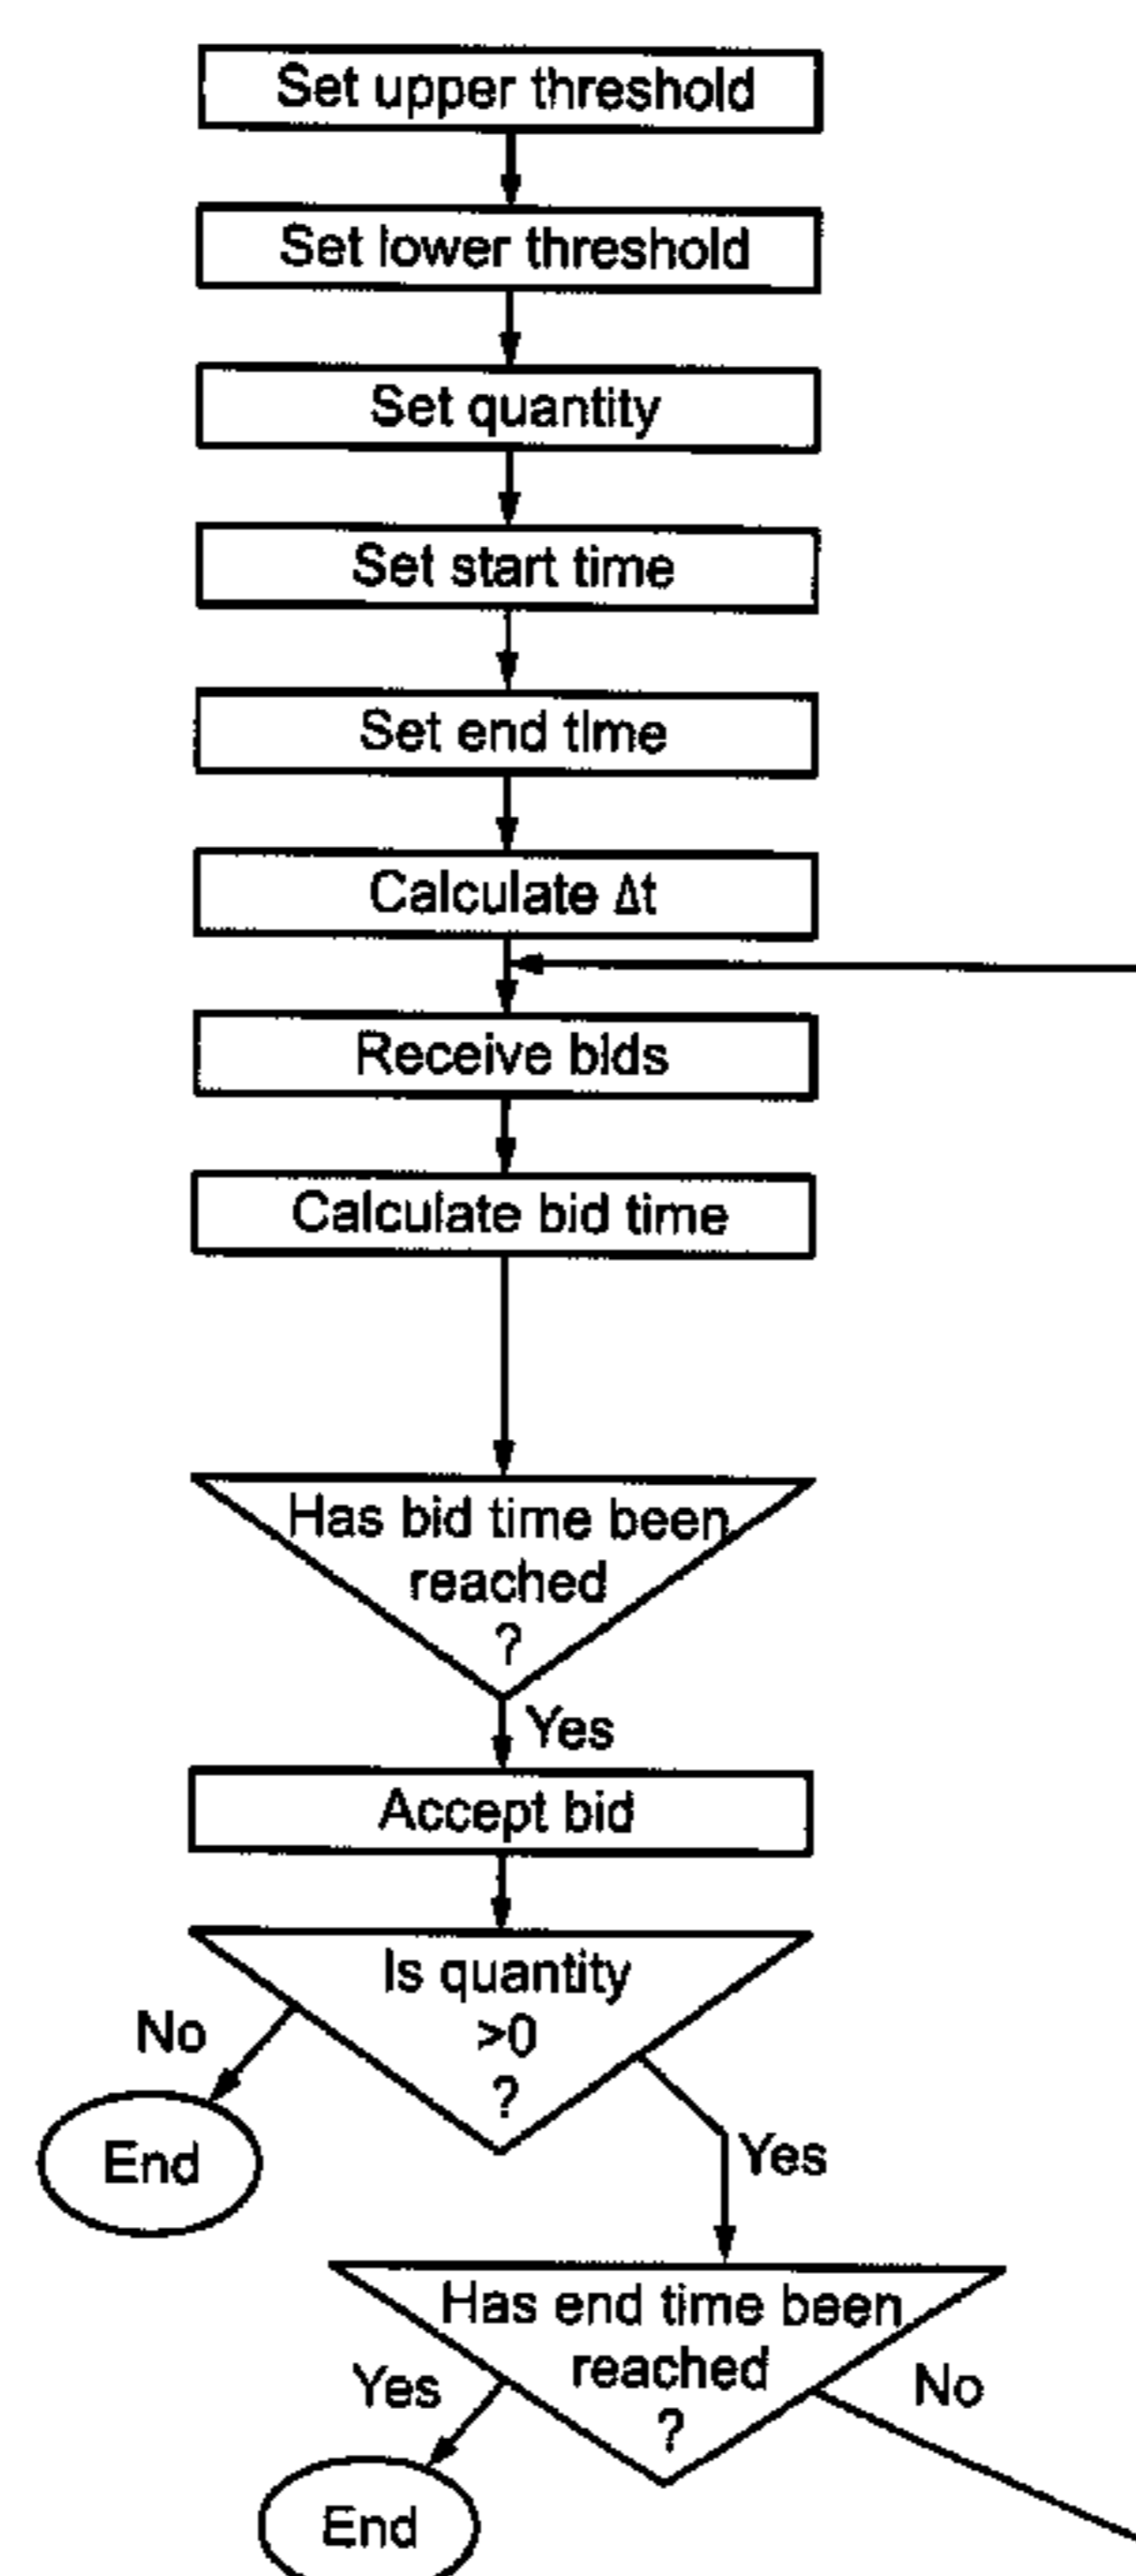 Set upper threshold
Set lower threshold
Set quantity
Set start time
Set end time
Calculate Δt
Receive bids
Calculate bid time
Has bid time been
reached
?
Yes
Accept bid
Is quantity
>0
?
No
End
Yes
Has end time been
reached
?
Yes
No
End